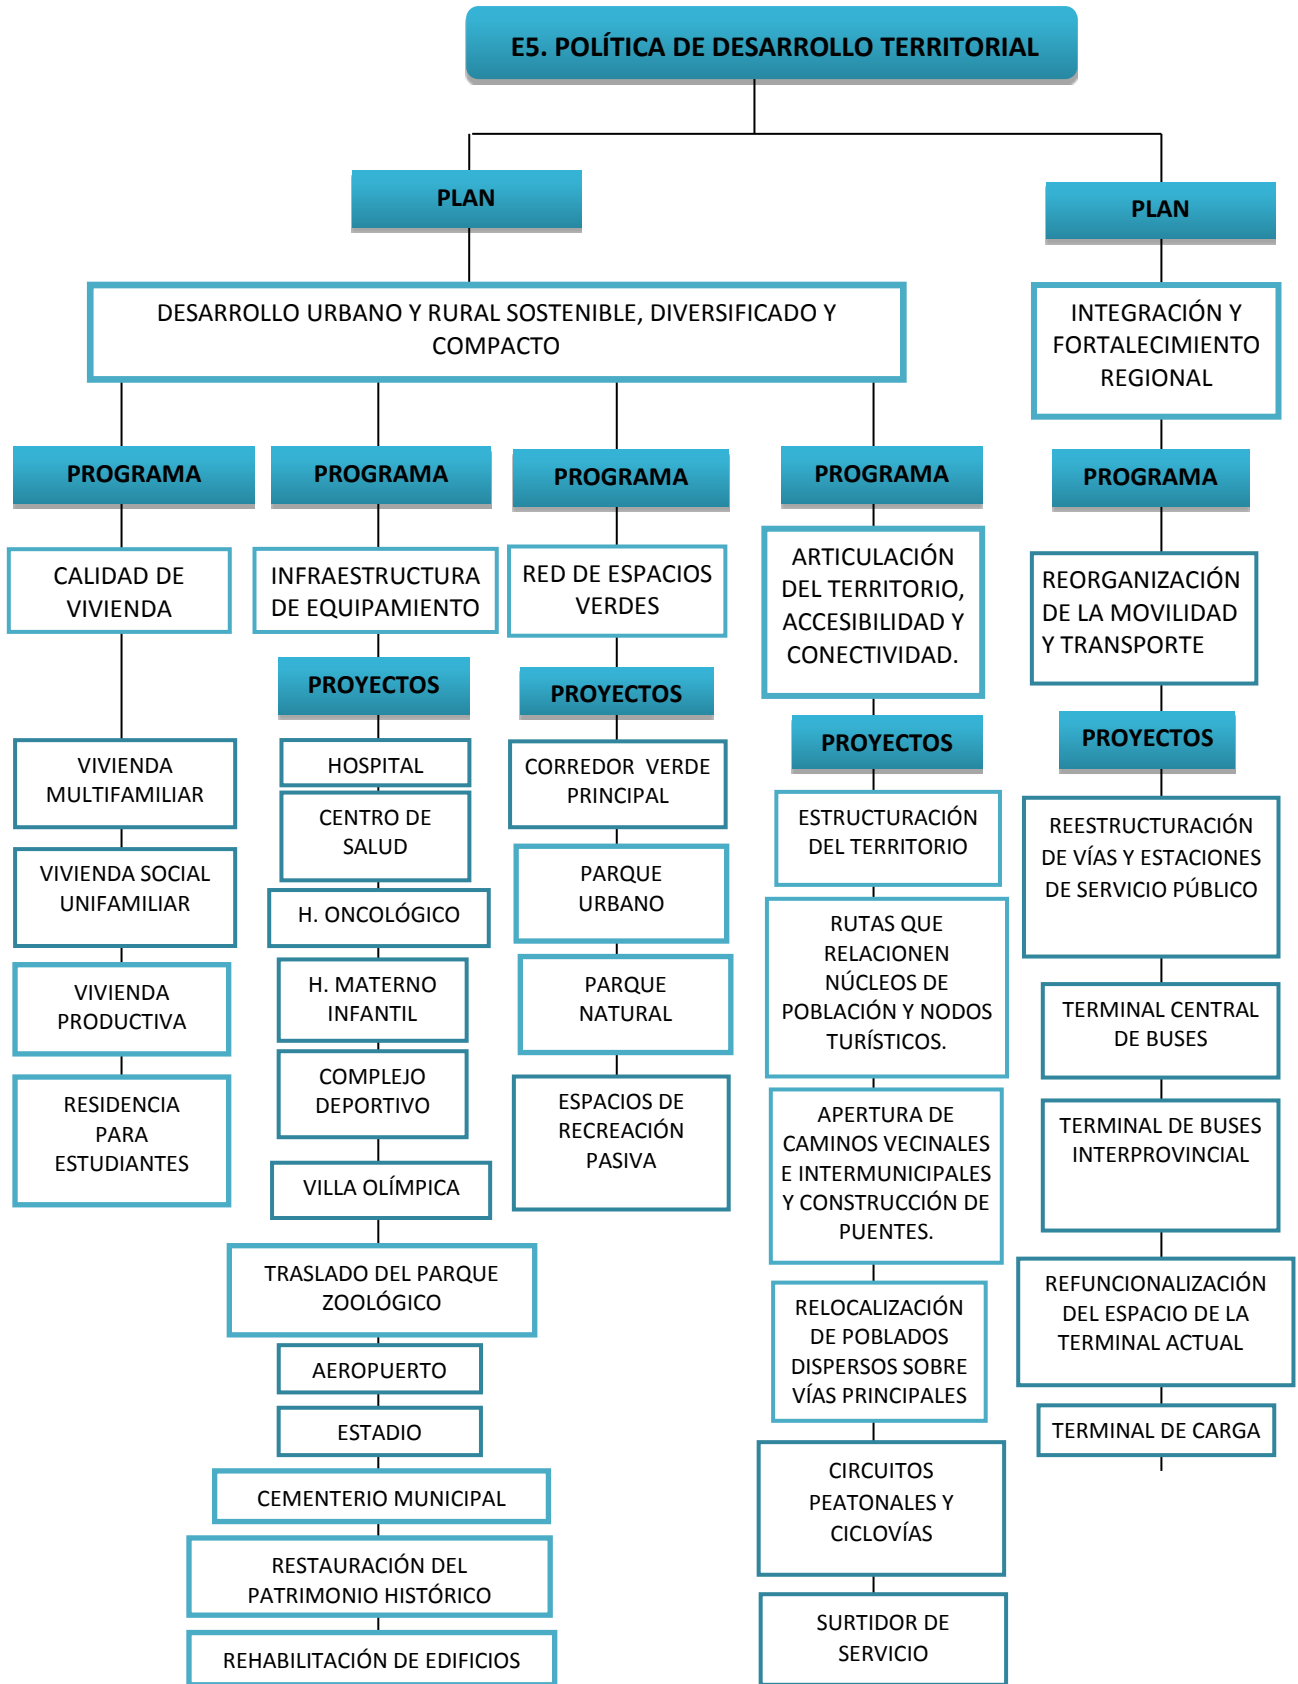 E5. POLÍTICA DE DESARROLLO TERRITORIAL
PLAN
DESARROLLO URBANO Y RURAL SOSTENIBLE, DIVERSIFICADO Y
COMPACTO
PROGRAMA
CALIDAD DE
VIVIENDA
VIVIENDA
MULTIFAMILIAR
VIVIENDA SOCIAL
UNIFAMILIAR
VIVIENDA
PRODUCTIVA
RESIDENCIA
PARA
ESTUDIANTES
PROGRAMA
INFRAESTRUCTURA
DE EQUIPAMIENTO
PROYECTOS
HOSPITAL
CENTRO DE
SALUD
H. ONCOLÓGICO
H. MATERNO
INFANTIL
COMPLEJO
DEPORTIVO
VILLA OLÍMPICA
TRASLADO DEL PARQUE
ZOOLÓGICO
AEROPUERTO
ESTADIO
CEMENTERIO MUNICIPAL
RESTAURACIÓN DEL
PATRIMONIO HISTÓRICO
REHABILITACIÓN DE EDIFICIOS
PROGRAMA
RED DE ESPACIOS
VERDES
PROYECTOS
CORREDOR VERDE
PRINCIPAL
PARQUE
URBANO
PARQUE
NATURAL
ESPACIOS DE
RECREACIÓN
PASIVA
PROGRAMA
ARTICULACIÓN
DEL TERRITORIO,
ACCESIBILIDAD Y
CONECTIVIDAD.
PROYECTOS
ESTRUCTURACIÓN
DEL TERRITORIO
RUTAS QUE
RELACIONEN
NÚCLEOS DE
POBLACIÓN Y NODOS
TURÍSTICOS.
APERTURA DE
CAMINOS VECINALES
E INTERMUNICIPALES
Y CONSTRUCCIÓN DE
PUENTES.
RELOCALIZACIÓN
DE POBLADOS
DISPERSOS SOBRE
VÍAS PRINCIPALES
CIRCUITOS
PEATONALES Y
CICLOVÍAS
SURTIDOR DE
SERVICIO
PLAN
INTEGRACIÓN Y
FORTALECIMIENTO
REGIONAL
PROGRAMA
REORGANIZACIÓN
DE LA MOVILIDAD
Y TRANSPORTE
PROYECTOS
REESTRUCTURACIÓN
DE VÍAS Y ESTACIONES
DE SERVICIO PÚBLICO
TERMINAL CENTRAL
DE BUSES
TERMINAL DE BUSES
INTERPROVINCIAL
REFUNCIONALIZACIÓN
DEL ESPACIO DE LA
TERMINAL ACTUAL
TERMINAL DE CARGA